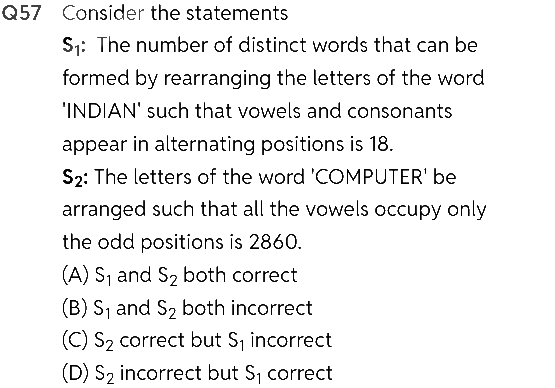 Q57 Consider the statements
S₁: The number of distinct words that can be
formed by rearranging the letters of the word
'INDIAN' such that vowels and consonants
appear in alternating positions is 18.
S₂: The letters of the word 'COMPUTER' be
arranged such that all the vowels occupy only
the odd positions is 2860.
(A) S₁ and S₂ both correct
(B) S₁ and S₂ both incorrect
(C) S₂ correct but S₁ incorrect
(D) S₂ incorrect but S₁ correct